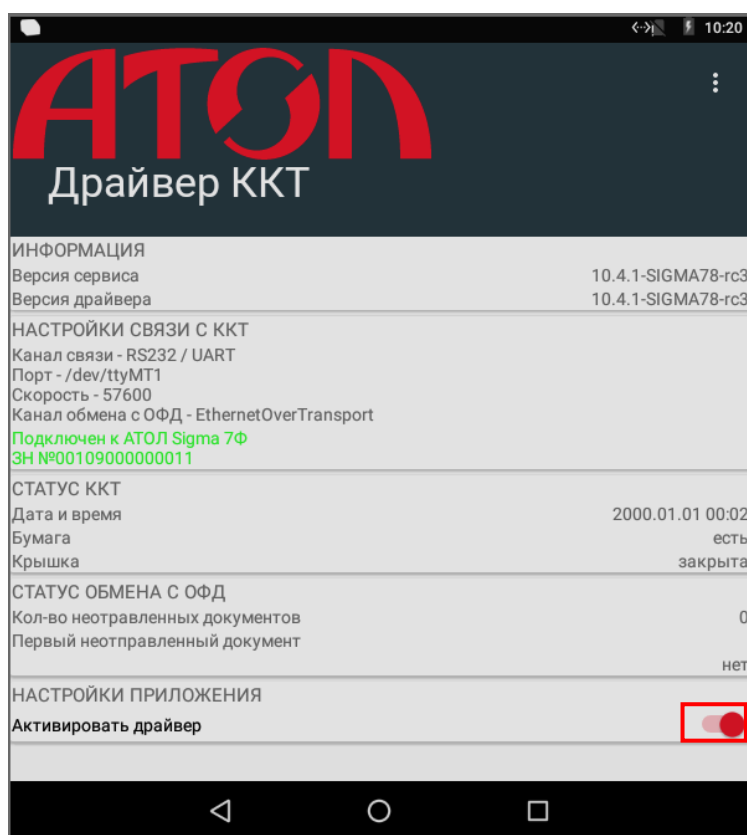 10:20
АТОЛ
Драйвер ККТ
ИНФОРМАЦИЯ
Версия сервиса 10.4.1-SIGMA78-rc3
Версия драйвера 10.4.1-SIGMA78-rc3
НАСТРОЙКИ СВЯЗИ С ККТ
Канал связи - RS232 / UART
Порт - /dev/ttyMT1
Скорость - 57600
Канал обмена с ОФД - EthernetOverTransport
Подключен к АТОЛ Sigma 7Ф
ЗН №00109000000011
СТАТУС ККТ
Дата и время 2000.01.01 00:02
Бумага есть
Крышка закрыта
СТАТУС ОБМЕНА С ОФД
Кол-во неотравленных документов 0
Первый неотправленный документ
нет
НАСТРОЙКИ ПРИЛОЖЕНИЯ
Активировать драйвер